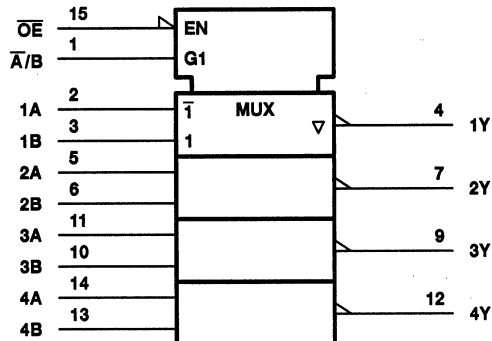 O̅E̅ 15 EN
A̅/B 1 G1
1A 2 1̅ MUX ▽ 4 1Y
1B 3 1
2A 5 7 2Y
2B 6
3A 11 9 3Y
3B 10
4A 14 12 4Y
4B 13